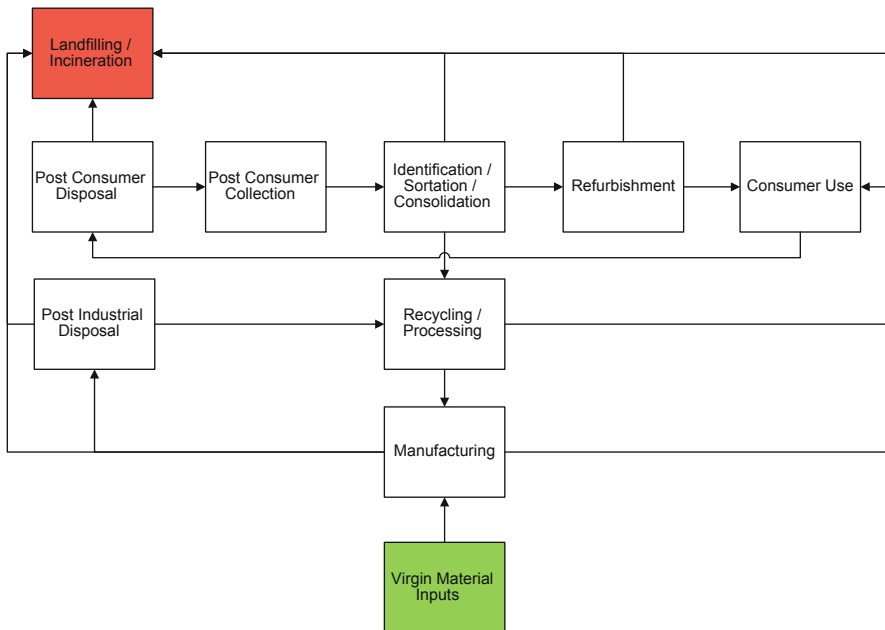 Landfilling /
Incineration
Post Consumer
Disposal
Post Consumer
Collection
Identification /
Sortation /
Consolidation
Refurbishment
Consumer Use
Post Industrial
Disposal
Recycling /
Processing
Manufacturing
Virgin Material
Inputs